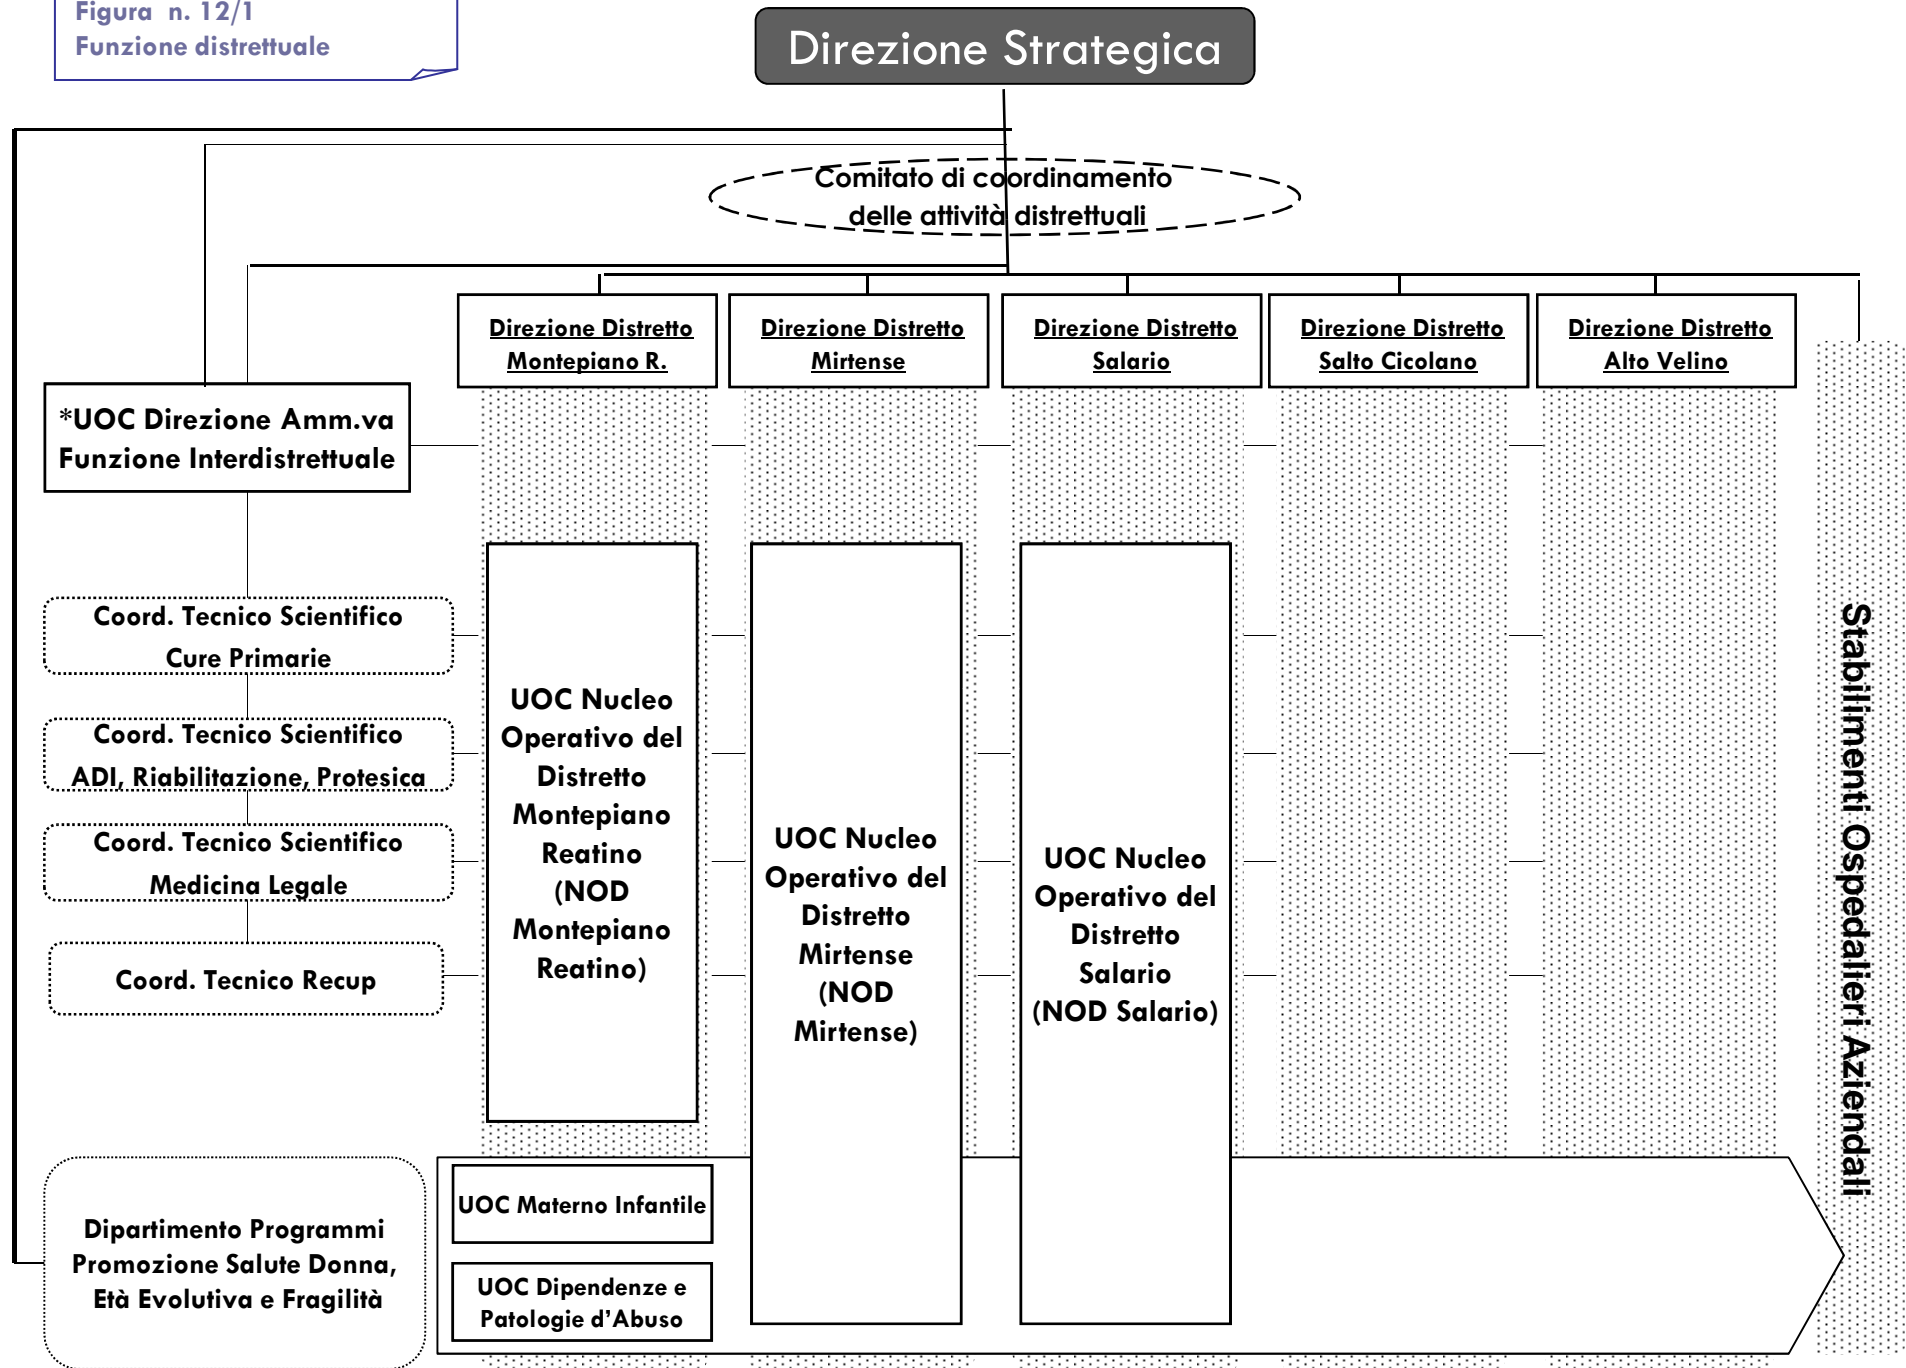 Figura n. 12/1
Funzione distrettuale
Direzione Strategica
Comitato di coordinamento
delle attività distrettuali
Direzione Distretto
Montepiano R.
Direzione Distretto
Mirtense
Direzione Distretto
Salario
Direzione Distretto
Salto Cicolano
Direzione Distretto
Alto Velino
*UOC Direzione Amm.va
Funzione Interdistrettuale
Coord. Tecnico Scientifico
Cure Primarie
Coord. Tecnico Scientifico
ADI, Riabilitazione, Protesica
Coord. Tecnico Scientifico
Medicina Legale
Coord. Tecnico Recup
UOC Nucleo
Operativo del
Distretto
Montepiano
Reatino
(NOD
Montepiano
Reatino)
UOC Nucleo
Operativo del
Distretto
Mirtense
(NOD
Mirtense)
UOC Nucleo
Operativo del
Distretto
Salario
(NOD Salario)
Stabilimenti Ospedalieri Aziendali
Dipartimento Programmi
Promozione Salute Donna,
Età Evolutiva e Fragilità
UOC Materno Infantile
UOC Dipendenze e
Patologie d’Abuso